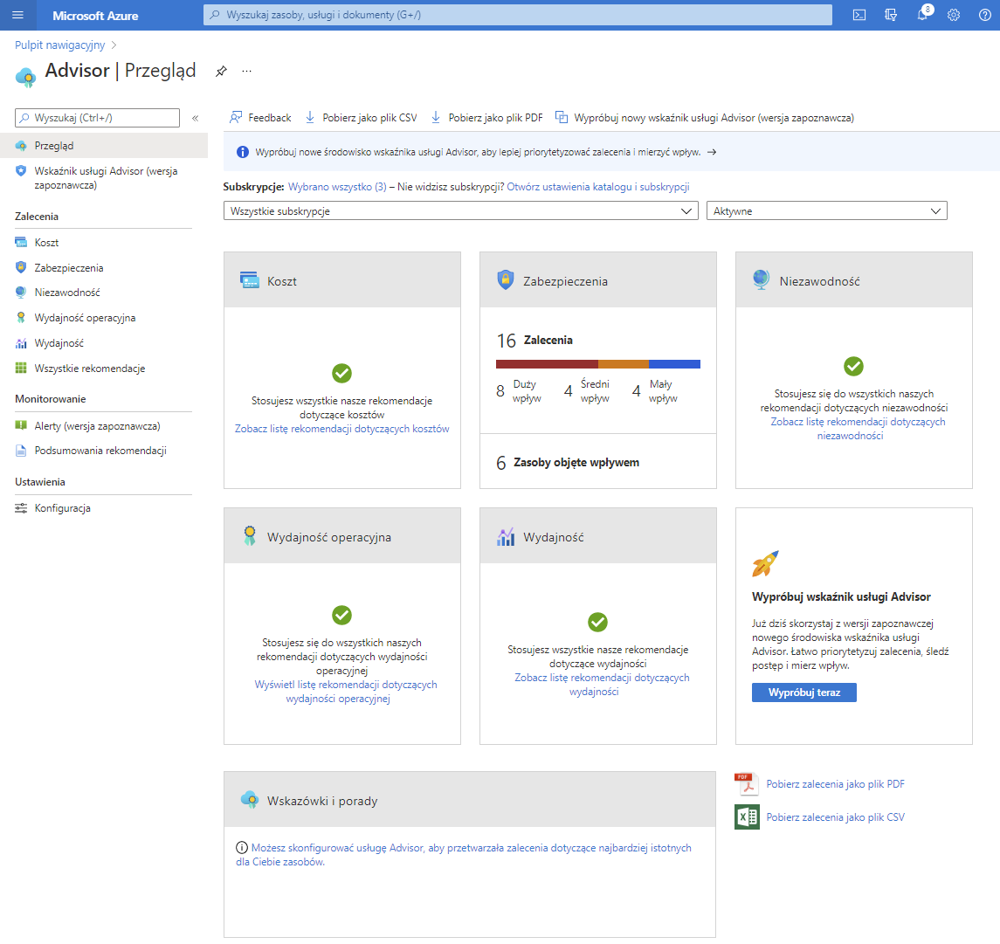 Microsoft Azure
Wyszukaj zasoby, usługi i dokumenty (G+/)
8
Pulpit nawigacyjny
Advisor | Przegląd
Wyszukaj (Ctrl+/)
Przegląd
Wskaźnik usługi Advisor (wersja
zapoznawcza)
Zalecenia
Koszt
Zabezpieczenia
Niezawodność
Wydajność operacyjna
Wydajność
Wszystkie rekomendacje
Monitorowanie
Alerty (wersja zapoznawcza)
Podsumowania rekomendacji
Ustawienia
Konfiguracja
Feedback
Pobierz jako plik CSV
Pobierz jako plik PDF
Wypróbuj nowy wskaźnik usługi Advisor (wersja zapoznawcza)
Wypróbuj nowe środowisko wskaźnika usługi Advisor, aby lepiej priorytetyzować zalecenia i mierzyć wpływ. →
Subskrypcje: Wybrano wszystko (3) – Nie widzisz subskrypcji? Otwórz ustawienia katalogu i subskrypcji
Wszystkie subskrypcje
Aktywne
Koszt
Stosujesz wszystkie nasze rekomendacje
dotyczące kosztów
Zobacz listę rekomendacji dotyczących kosztów
Zabezpieczenia
16 Zalecenia
8 Duży wpływ
4 Średni wpływ
4 Mały wpływ
6 Zasoby objęte wpływem
Niezawodność
Stosujesz się do wszystkich naszych
rekomendacji dotyczących niezawodności
Zobacz listę rekomendacji dotyczących
niezawodności
Wydajność operacyjna
Stosujesz się do wszystkich naszych
rekomendacji dotyczących wydajności
operacyjnej
Wyświetl listę rekomendacji dotyczących
wydajności operacyjnej
Wydajność
Stosujesz wszystkie nasze rekomendacje
dotyczące wydajności
Zobacz listę rekomendacji dotyczących
wydajności
Wypróbuj wskaźnik usługi Advisor
Już dziś skorzystaj z wersji zapoznawczej
nowego środowiska wskaźnika usługi
Advisor. Łatwo priorytetyzuj zalecenia, śledź
postęp i mierz wpływ.
Wypróbuj teraz
Wskazówki i porady
Możesz skonfigurować usługę Advisor, aby przetwarzała zalecenia dotyczące najbardziej istotnych
dla Ciebie zasobów.
PDF
Pobierz zalecenia jako plik PDF
Pobierz zalecenia jako plik CSV